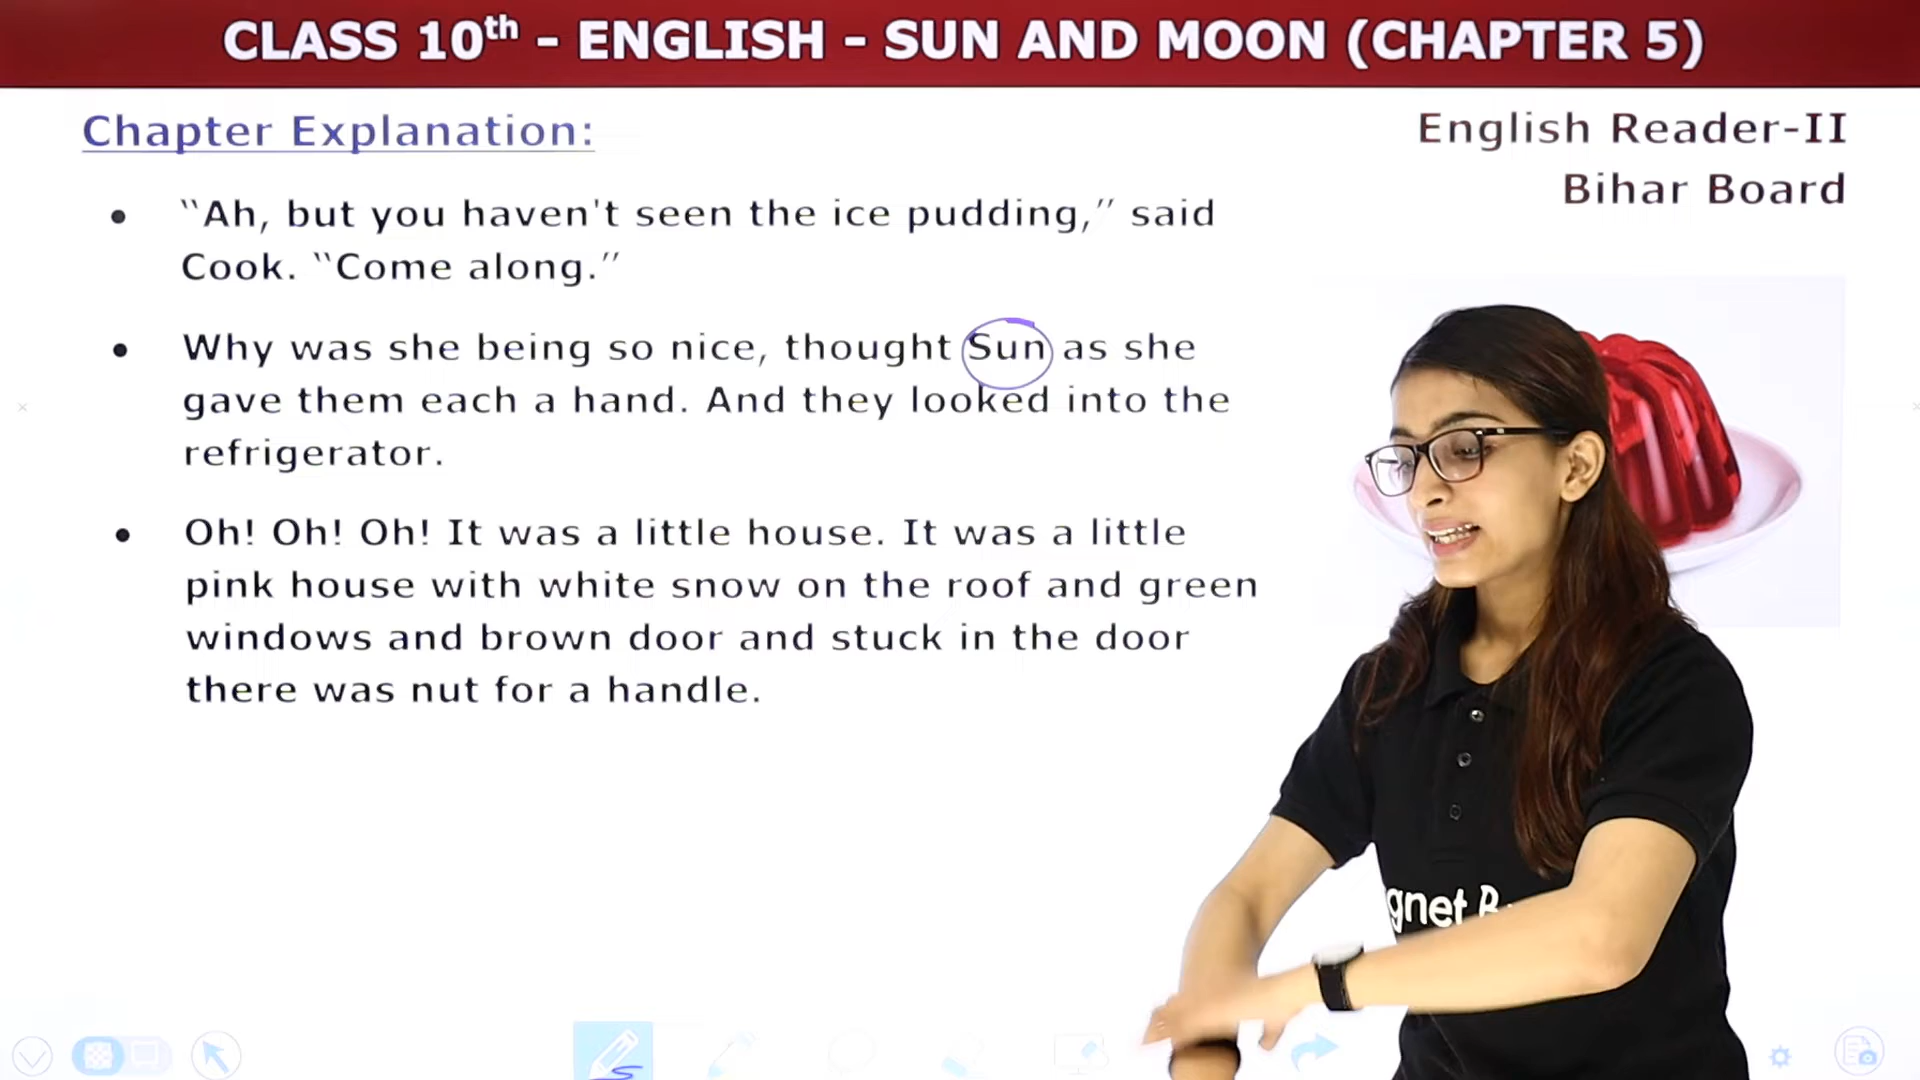 CLASS 10th - ENGLISH - SUN AND MOON (CHAPTER 5)
Chapter Explanation:
English Reader-II
Bihar Board
• “Ah, but you haven't seen the ice pudding,” said
Cook. “Come along.”
• Why was she being so nice, thought Sun as she
gave them each a hand. And they looked into the
refrigerator.
• Oh! Oh! Oh! It was a little house. It was a little
pink house with white snow on the roof and green
windows and brown door and stuck in the door
there was nut for a handle.
gnet B